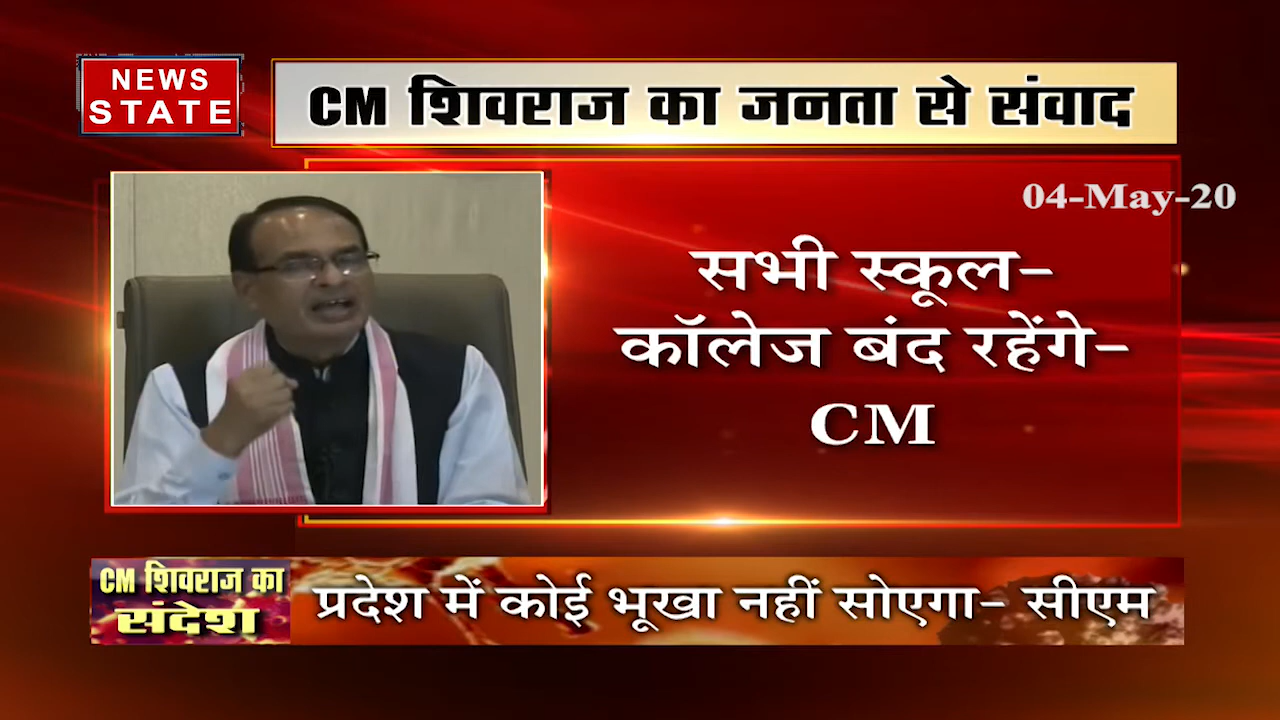 NEWS
STATE
CM शिवराज का जनता से संवाद
04-May-20
सभी स्कूल-
कॉलेज बंद रहेंगे-
CM
CM शिवराज का
संदेश
प्रदेश में कोई भूखा नहीं सोएगा- सीएम